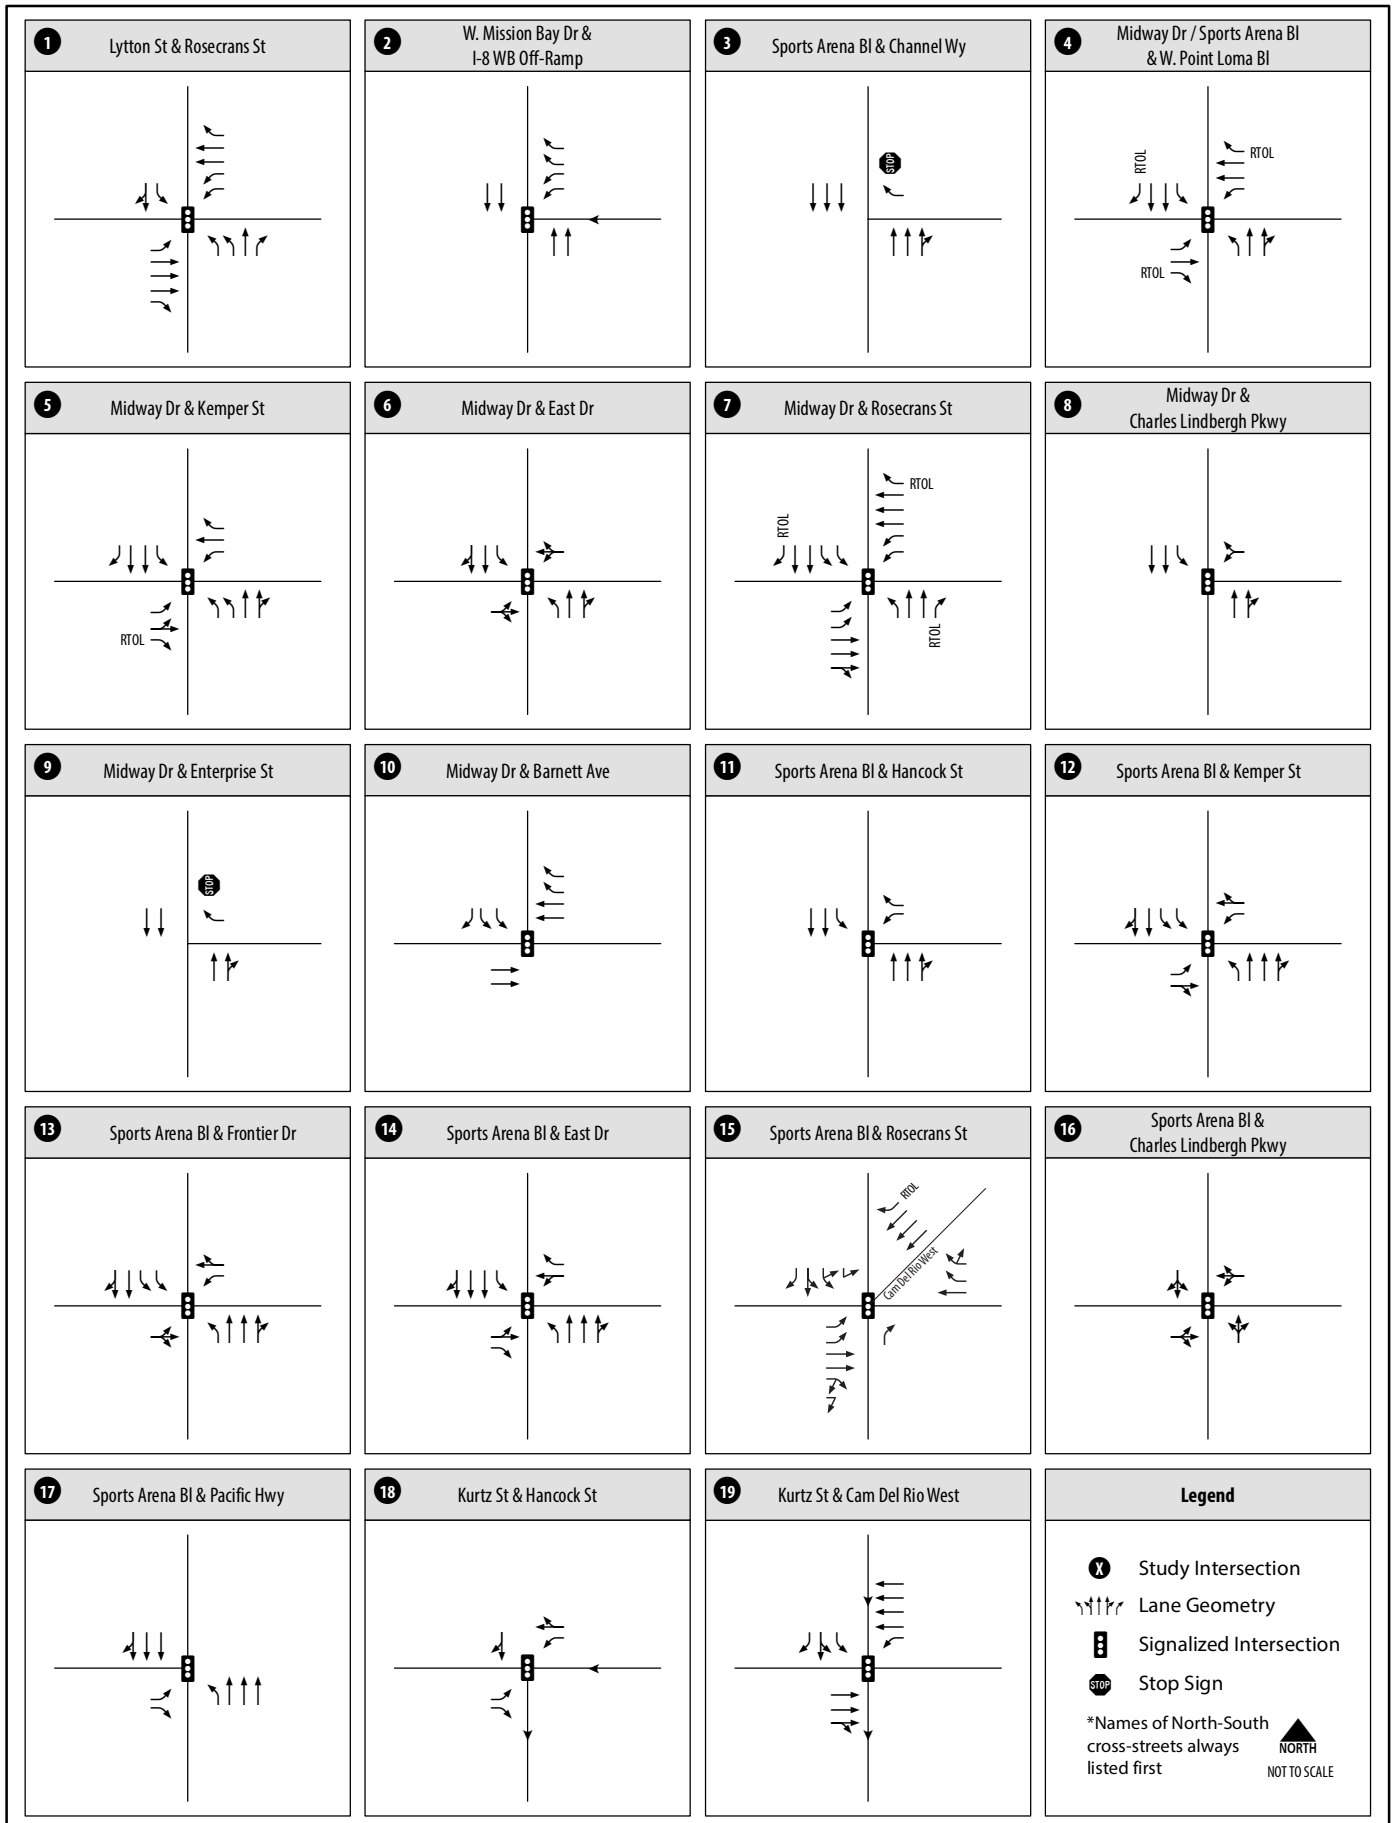 1
Lytton St & Rosecrans St
2
W. Mission Bay Dr &
I-8 WB Off-Ramp
3
Sports Arena Bl & Channel Wy
STOP
4
Midway Dr / Sports Arena Bl
& W. Point Loma Bl
RTOL
RTOL
RTOL
5
Midway Dr & Kemper St
RTOL
6
Midway Dr & East Dr
7
Midway Dr & Rosecrans St
RTOL
RTOL
RTOL
8
Midway Dr &
Charles Lindbergh Pkwy
9
Midway Dr & Enterprise St
STOP
10
Midway Dr & Barnett Ave
11
Sports Arena Bl & Hancock St
12
Sports Arena Bl & Kemper St
13
Sports Arena Bl & Frontier Dr
14
Sports Arena Bl & East Dr
15
Sports Arena Bl & Rosecrans St
RTOL
Cam Del Rio West
16
Sports Arena Bl &
Charles Lindbergh Pkwy
17
Sports Arena Bl & Pacific Hwy
18
Kurtz St & Hancock St
19
Kurtz St & Cam Del Rio West
Legend
X Study Intersection
Lane Geometry
Signalized Intersection
STOP Stop Sign
*Names of North-South
cross-streets always
listed first
NORTH
NOT TO SCALE